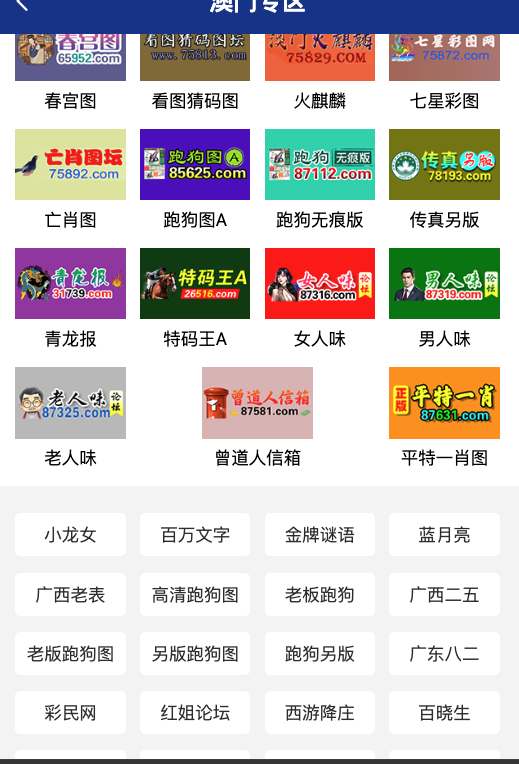 澳门专区
春宫图
65952.com
看图猜码图坛
www.75813.com
澳门火麒麟
75829.COM
七星彩图网
75872.com
春宫图
看图猜码图
火麒麟
七星彩图
亡肖图坛
75892.com
跑狗图A
85625.com
跑狗无痕版
87112.com
传真另版
78193.com
亡肖图
跑狗图A
跑狗无痕版
传真另版
青龙报
31739.com
特码王A
26516.com
女人味论坛
87316.com
男人味论坛
87319.com
青龙报
特码王A
女人味
男人味
老人味论坛
87325.com
曾道人信箱
87581.com
正版
平特一肖
87631.com
老人味
曾道人信箱
平特一肖图
小龙女
百万文字
金牌谜语
蓝月亮
广西老表
高清跑狗图
老板跑狗
广西二五
老版跑狗图
另版跑狗图
跑狗另版
广东八二
彩民网
红姐论坛
西游降庄
百晓生